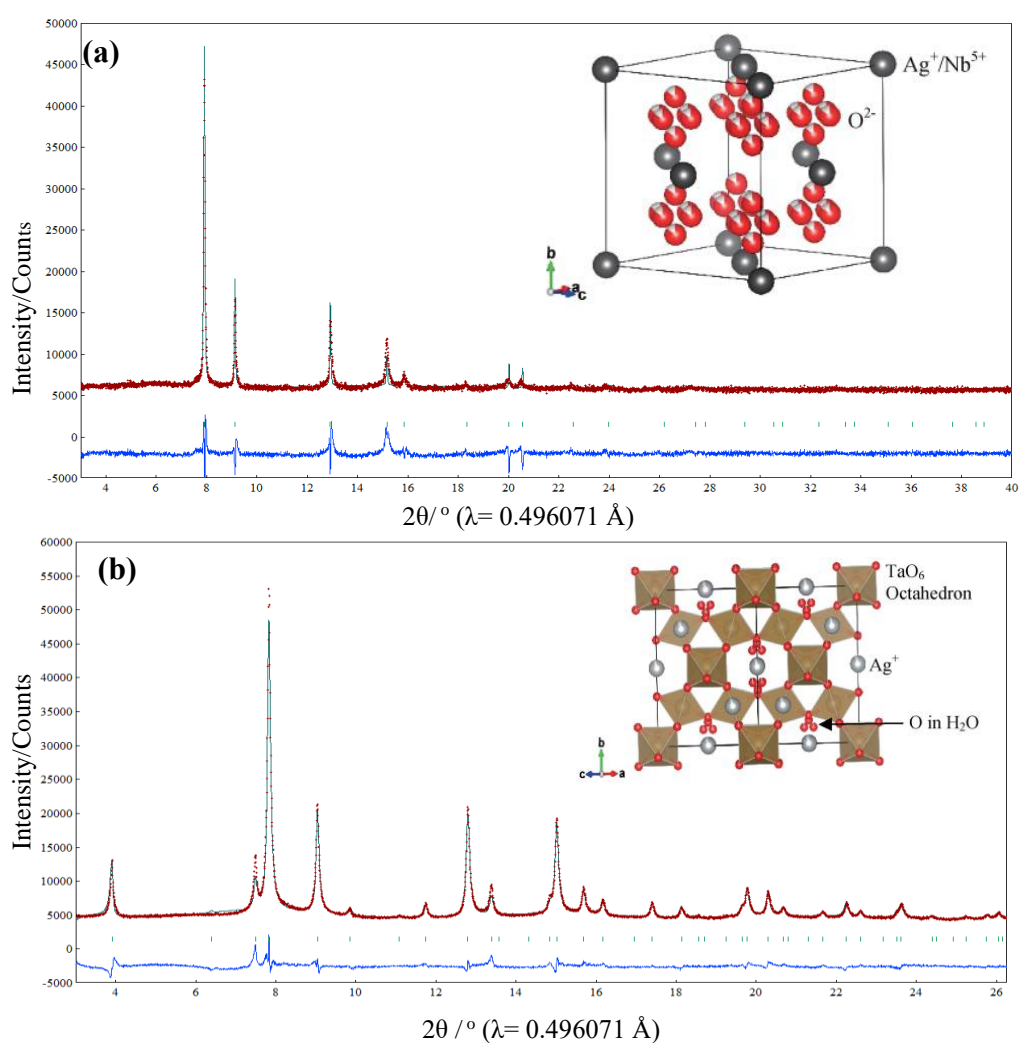 (a)
Intensity/Counts
50000
45000
40000
35000
30000
25000
20000
15000
10000
5000
0
-5000
4 6 8 10 12 14 16 18 20 22 24 26 28 30 32 34 36 38 40
2θ/ º (λ= 0.496071 Å)
Ag⁺/Nb⁵⁺
O²⁻
b
a
c
(b)
Intensity/Counts
60000
55000
50000
45000
40000
35000
30000
25000
20000
15000
10000
5000
0
-5000
4 6 8 10 12 14 16 18 20 22 24 26
2θ / º (λ= 0.496071 Å)
TaO₆
Octahedron
Ag⁺
O in H₂O
b
c a